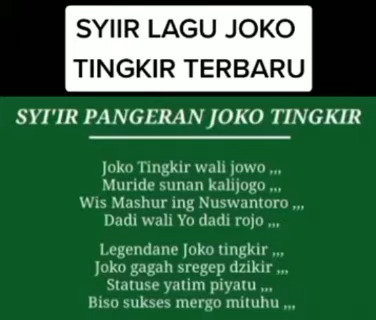 SYIIR LAGU JOKO
TINGKIR TERBARU
SYI'IR PANGERAN JOKO TINGKIR
Joko Tingkir wali jowo ,,,
Muride sunan kalijogo ,,,
Wis Mashur ing Nuswantoro ,,,
Dadi wali Yo dadi rojo ,,,
Legendane Joko tingkir ,,,
Joko gagah sregep dzikir ,,,
Statuse yatim piyatu ,,,
Biso sukses mergo mituhu ,,,